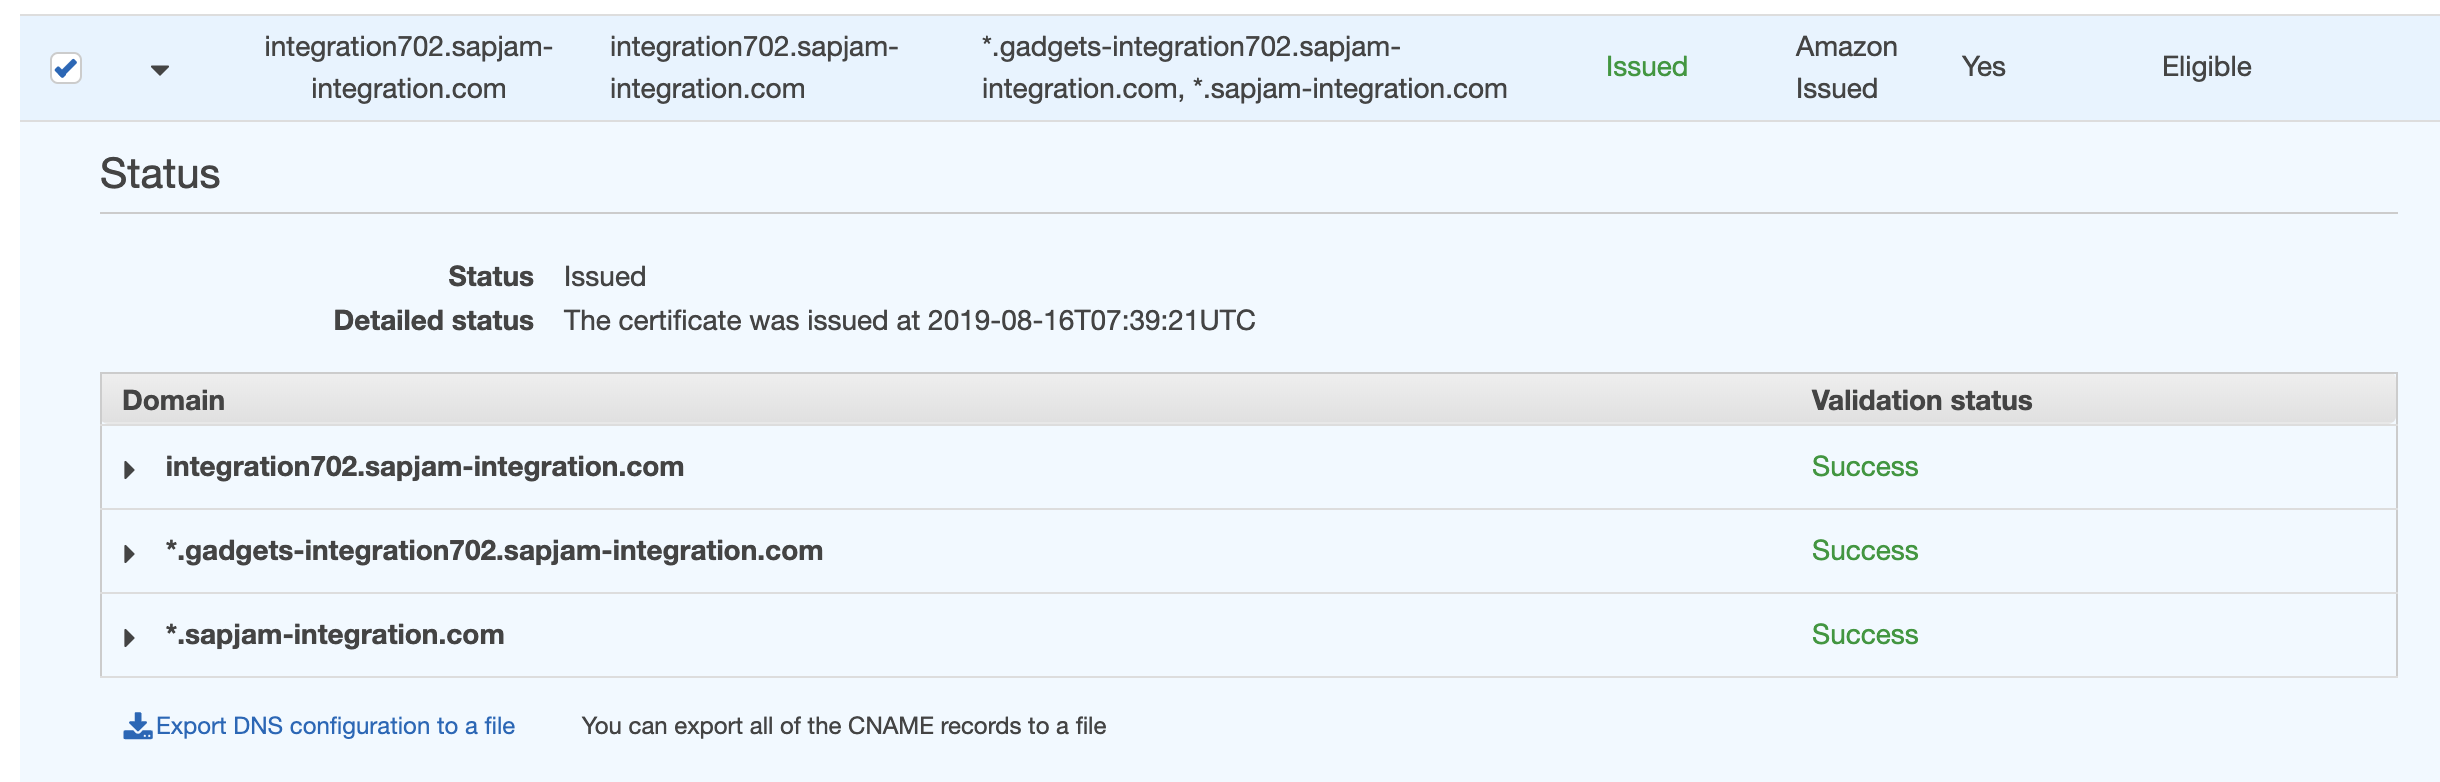 integration702.sapjam-
integration.com
integration702.sapjam-
integration.com
*.gadgets-integration702.sapjam-
integration.com, *.sapjam-integration.com
Issued
Amazon
Issued
Yes
Eligible
Status
Status Issued
Detailed status The certificate was issued at 2019-08-16T07:39:21UTC
Domain Validation status
integration702.sapjam-integration.com Success
*.gadgets-integration702.sapjam-integration.com Success
*.sapjam-integration.com Success
Export DNS configuration to a file You can export all of the CNAME records to a file